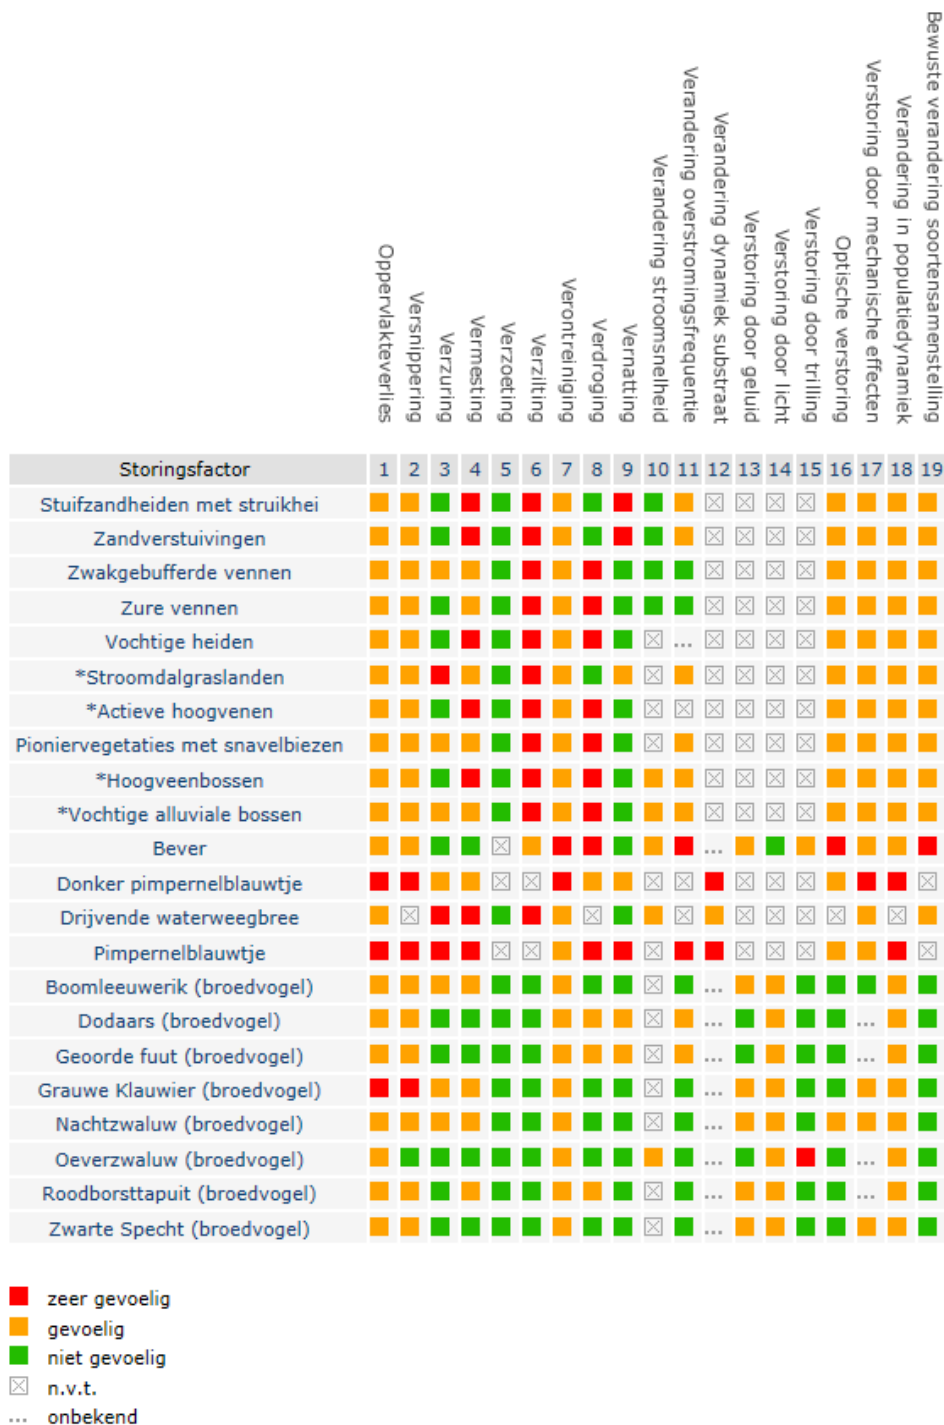 Oppervlakteverlies
Versnippering
Verzuring
Vermesting
Verzoeting
Verzilting
Verontreiniging
Verdroging
Vernatting
Verandering stroomsnelheid
Verandering overstromingsfrequentie
Verandering dynamiek substraat
Verstoring door geluid
Verstoring door licht
Verstoring door trilling
Optische verstoring
Verstoring door mechanische effecten
Verandering in populatiedynamiek
Bewuste verandering soortensamenstelling
Storingsfactor 1 2 3 4 5 6 7 8 9 10 11 12 13 14 15 16 17 18 19
Stuifzandheiden met struikhei
Zandverstuivingen
Zwakgebufferde vennen
Zure vennen
Vochtige heiden ...
*Stroomdalgraslanden
*Actieve hoogvenen
Pioniervegetaties met snavelbiezen
*Hoogveenbossen
*Vochtige alluviale bossen
Bever ...
Donker pimpernelblauwtje
Drijvende waterweegbree
Pimpernelblauwtje
Boomleeuwerik (broedvogel) ...
Dodaars (broedvogel) ... ...
Geoorde fuut (broedvogel) ... ...
Grauwe Klauwier (broedvogel) ...
Nachtzwaluw (broedvogel) ...
Oeverzwaluw (broedvogel) ... ...
Roodborsttapuit (broedvogel) ... ...
Zwarte Specht (broedvogel) ...
zeer gevoelig
gevoelig
niet gevoelig
n.v.t.
... onbekend